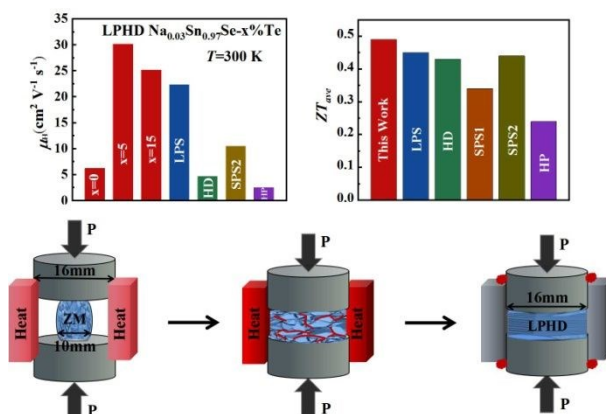 LPHD Na0.03Sn0.97Se-x%Te
T=300 K
μH(cm² V⁻¹ s⁻¹)
35
30
25
20
15
10
5
0
x=0
x=5
x=15
LPS
HD
SPS2
HP
ZTave
0.5
0.4
0.3
0.2
0.1
0.0
This Work
LPS
HD
SPS1
SPS2
HP
P
16mm
Heat
ZM
Heat
10mm
P
P
P
P
16mm
LPHD
P